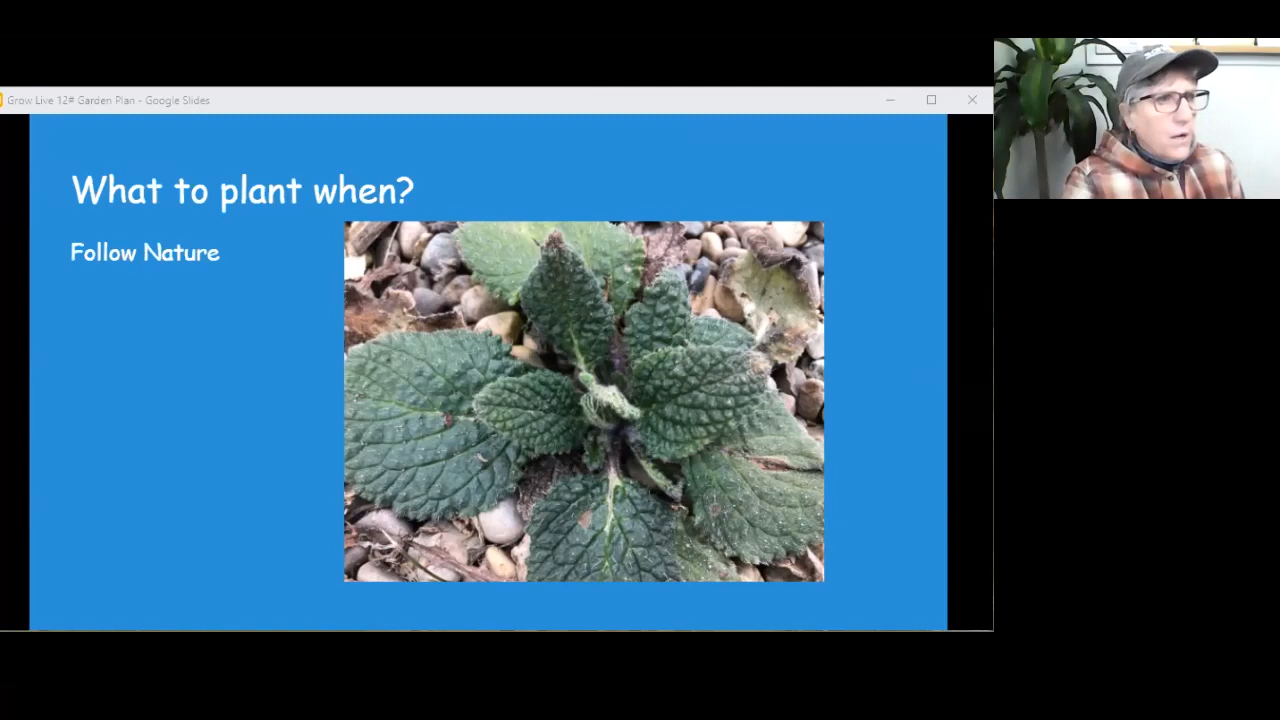 Grow Live 12# Garden Plan - Google Slides
What to plant when?
Follow Nature